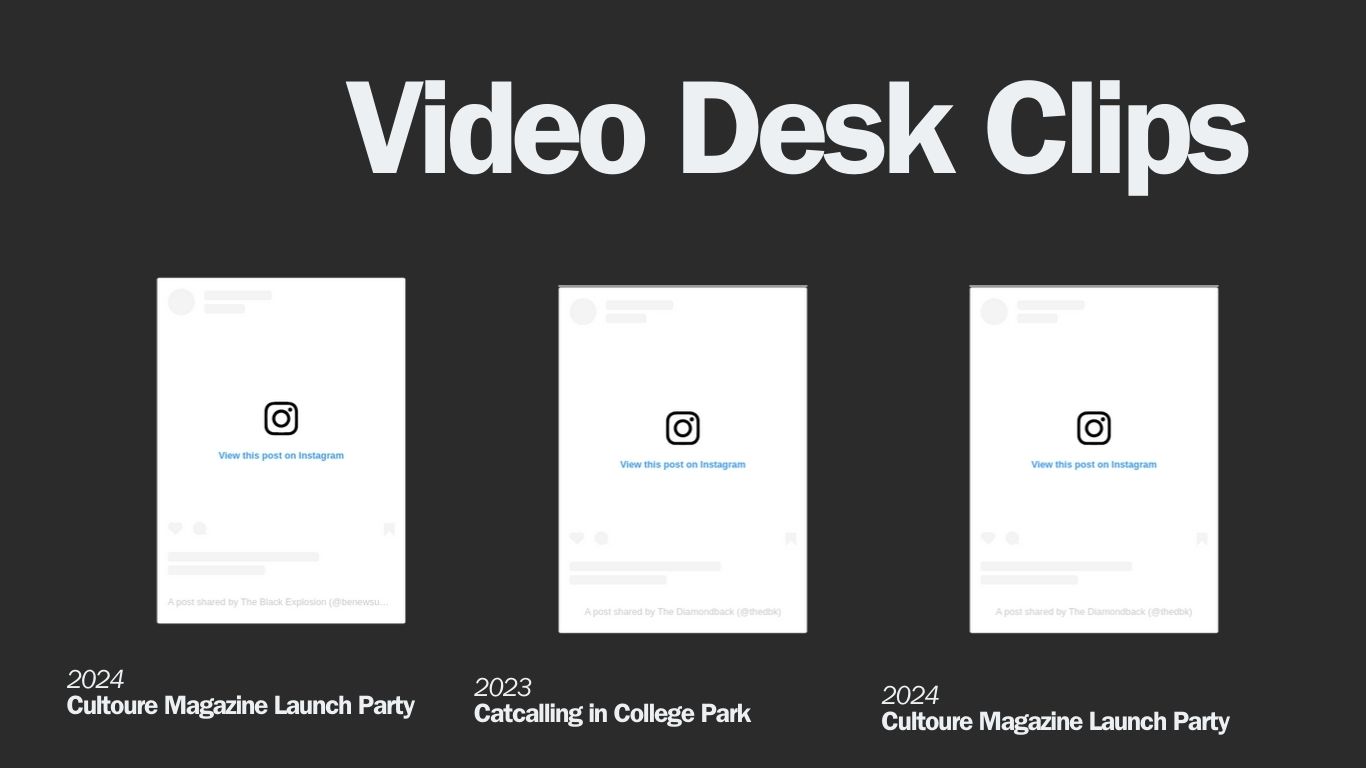 Video Desk Clips
View this post on Instagram
A post shared by The Black Explosion (@benewsu...
2024
Cultoure Magazine Launch Party
View this post on Instagram
A post shared by The Diamondback (@thedbk)
2023
Catcalling in College Park
View this post on Instagram
A post shared by The Diamondback (@thedbk)
2024
Cultoure Magazine Launch Party